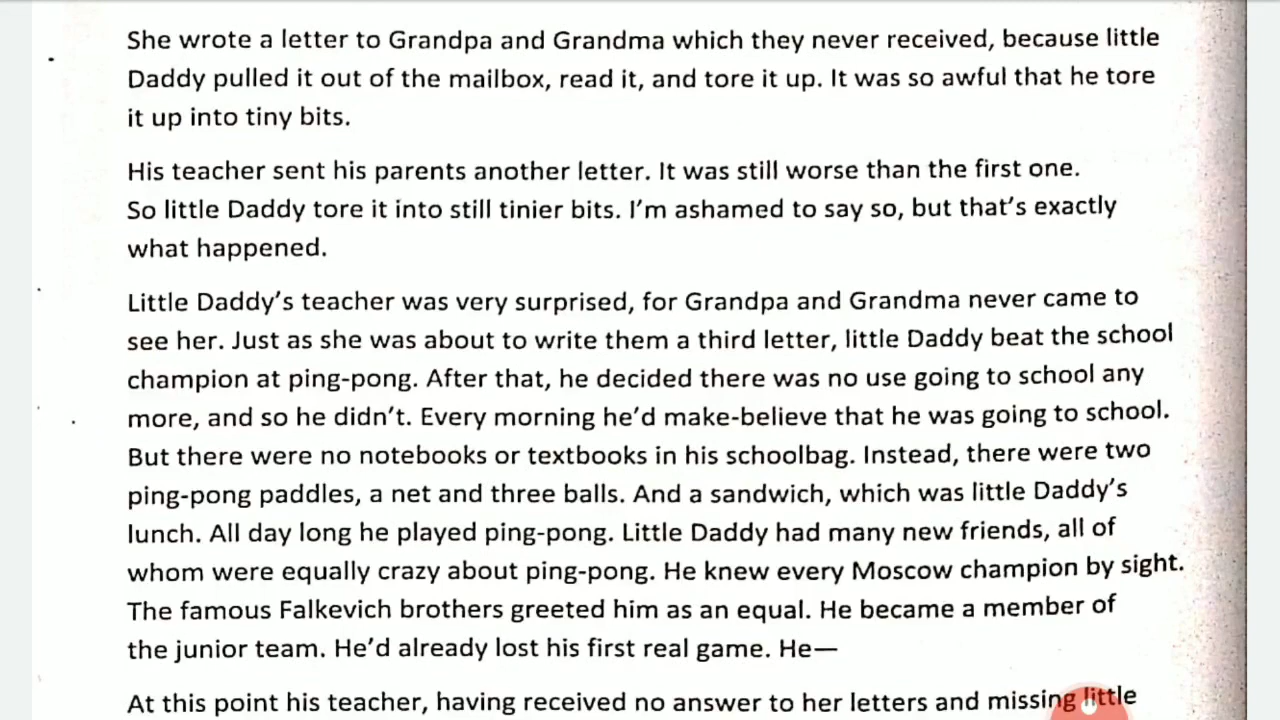 She wrote a letter to Grandpa and Grandma which they never received, because little
Daddy pulled it out of the mailbox, read it, and tore it up. It was so awful that he tore
it up into tiny bits.
His teacher sent his parents another letter. It was still worse than the first one.
So little Daddy tore it into still tinier bits. I’m ashamed to say so, but that’s exactly
what happened.
Little Daddy’s teacher was very surprised, for Grandpa and Grandma never came to
see her. Just as she was about to write them a third letter, little Daddy beat the school
champion at ping-pong. After that, he decided there was no use going to school any
more, and so he didn’t. Every morning he’d make-believe that he was going to school.
But there were no notebooks or textbooks in his schoolbag. Instead, there were two
ping-pong paddles, a net and three balls. And a sandwich, which was little Daddy’s
lunch. All day long he played ping-pong. Little Daddy had many new friends, all of
whom were equally crazy about ping-pong. He knew every Moscow champion by sight.
The famous Falkevich brothers greeted him as an equal. He became a member of
the junior team. He’d already lost his first real game. He—
At this point his teacher, having received no answer to her letters and missing little